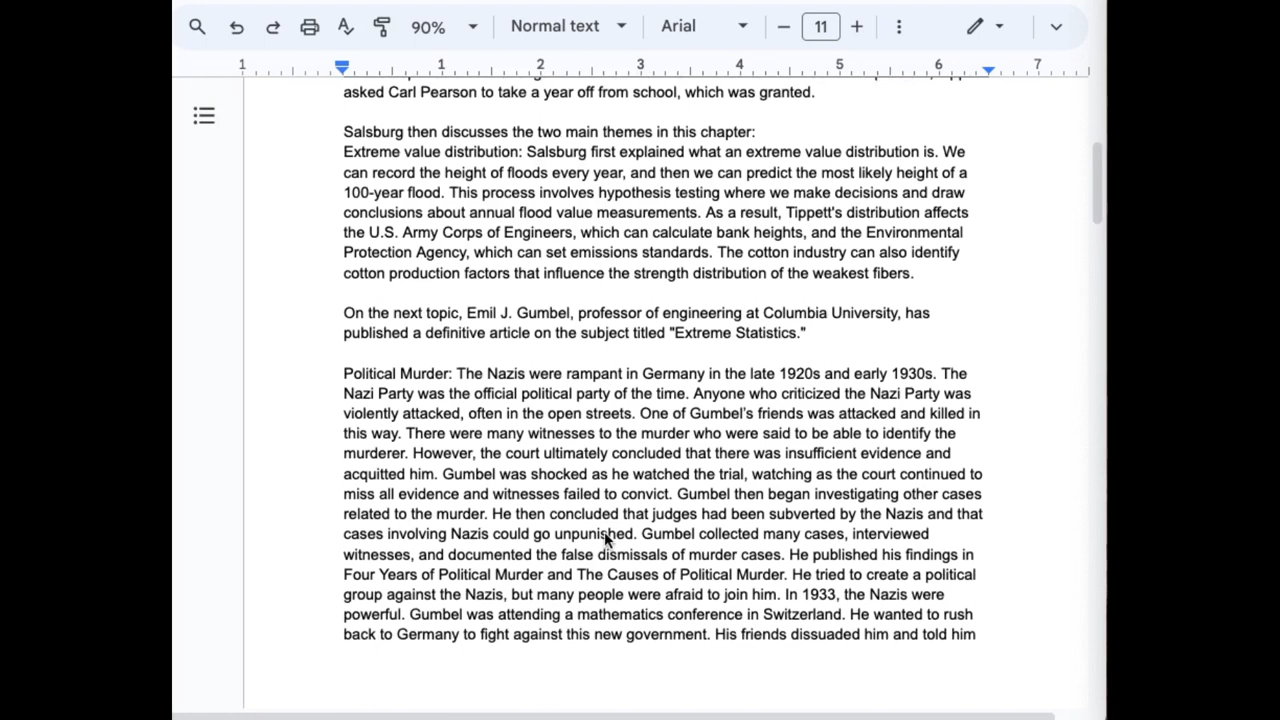 90%
Normal text
Arial
11
1 1 2 3 4 5 6 7
asked Carl Pearson to take a year off from school, which was granted.
Salsburg then discusses the two main themes in this chapter:
Extreme value distribution: Salsburg first explained what an extreme value distribution is. We
can record the height of floods every year, and then we can predict the most likely height of a
100-year flood. This process involves hypothesis testing where we make decisions and draw
conclusions about annual flood value measurements. As a result, Tippett's distribution affects
the U.S. Army Corps of Engineers, which can calculate bank heights, and the Environmental
Protection Agency, which can set emissions standards. The cotton industry can also identify
cotton production factors that influence the strength distribution of the weakest fibers.
On the next topic, Emil J. Gumbel, professor of engineering at Columbia University, has
published a definitive article on the subject titled "Extreme Statistics."
Political Murder: The Nazis were rampant in Germany in the late 1920s and early 1930s. The
Nazi Party was the official political party of the time. Anyone who criticized the Nazi Party was
violently attacked, often in the open streets. One of Gumbel's friends was attacked and killed in
this way. There were many witnesses to the murder who were said to be able to identify the
murderer. However, the court ultimately concluded that there was insufficient evidence and
acquitted him. Gumbel was shocked as he watched the trial, watching as the court continued to
miss all evidence and witnesses failed to convict. Gumbel then began investigating other cases
related to the murder. He then concluded that judges had been subverted by the Nazis and that
cases involving Nazis could go unpunished. Gumbel collected many cases, interviewed
witnesses, and documented the false dismissals of murder cases. He published his findings in
Four Years of Political Murder and The Causes of Political Murder. He tried to create a political
group against the Nazis, but many people were afraid to join him. In 1933, the Nazis were
powerful. Gumbel was attending a mathematics conference in Switzerland. He wanted to rush
back to Germany to fight against this new government. His friends dissuaded him and told him